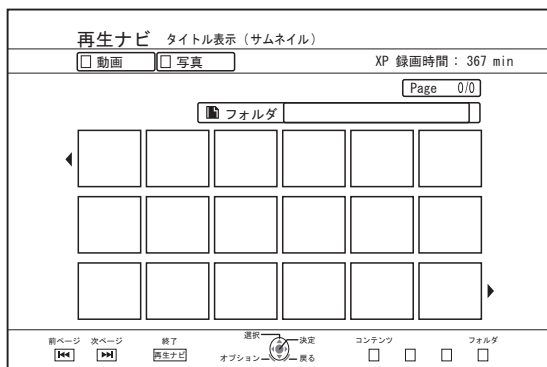 再生ナビ タイトル表示（サムネイル）
動画 写真 XP 録画時間： 367 min
Page 0/0
フォルダ
前ページ 次ページ 終了 選択 決定 コンテンツ フォルダ
再生ナビ オプション 戻る